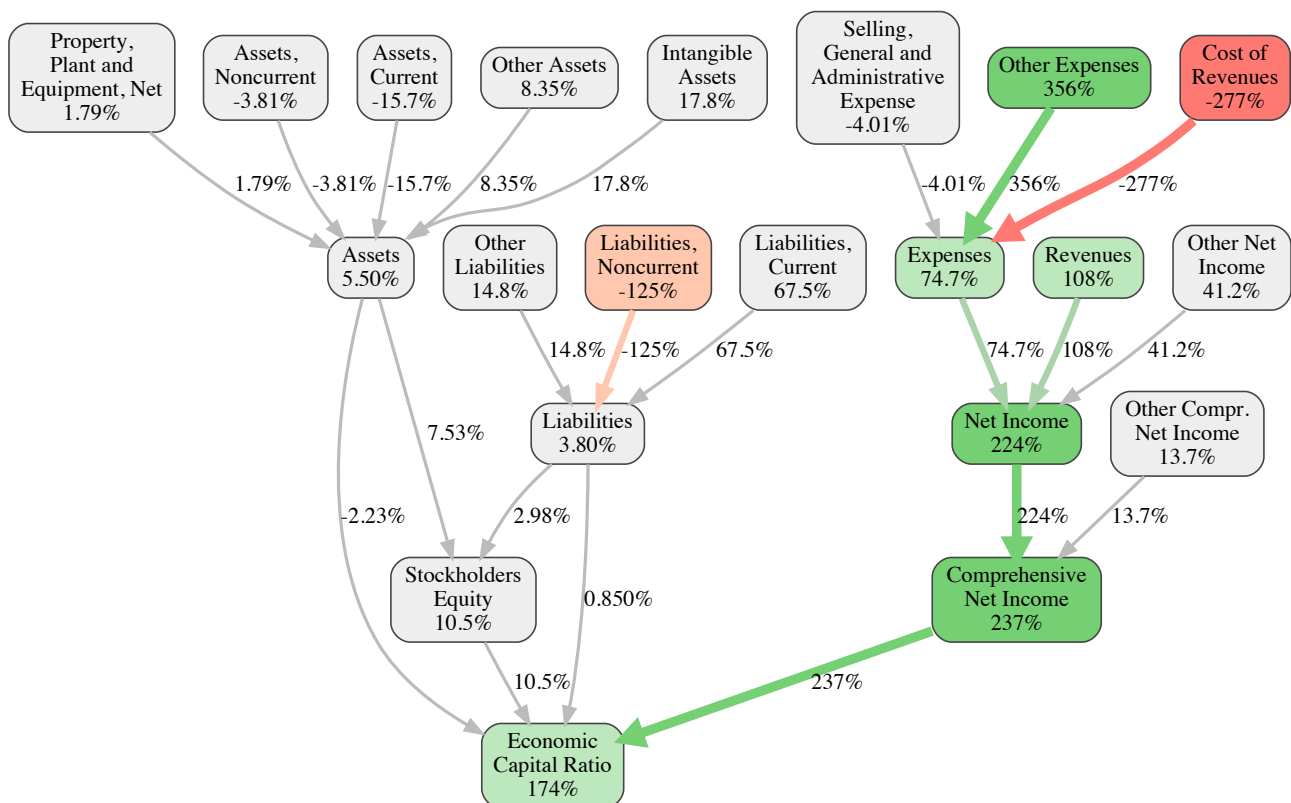 Property,
Plant and
Equipment, Net
1.79%
Assets,
Noncurrent
-3.81%
Assets,
Current
-15.7%
Other Assets
8.35%
Intangible
Assets
17.8%
Selling,
General and
Administrative
Expense
-4.01%
Other Expenses
356%
Cost of
Revenues
-277%
1.79%
-3.81%
-15.7%
8.35%
17.8%
-4.01%
356%
-277%
Assets
5.50%
Other
Liabilities
14.8%
Liabilities,
Noncurrent
-125%
Liabilities,
Current
67.5%
Expenses
74.7%
Revenues
108%
Other Net
Income
41.2%
14.8%
-125%
67.5%
74.7%
108%
41.2%
7.53%
Liabilities
3.80%
Net Income
224%
Other Compr.
Net Income
13.7%
-2.23%
2.98%
224%
13.7%
Stockholders
Equity
10.5%
0.850%
Comprehensive
Net Income
237%
10.5%
237%
Economic
Capital Ratio
174%